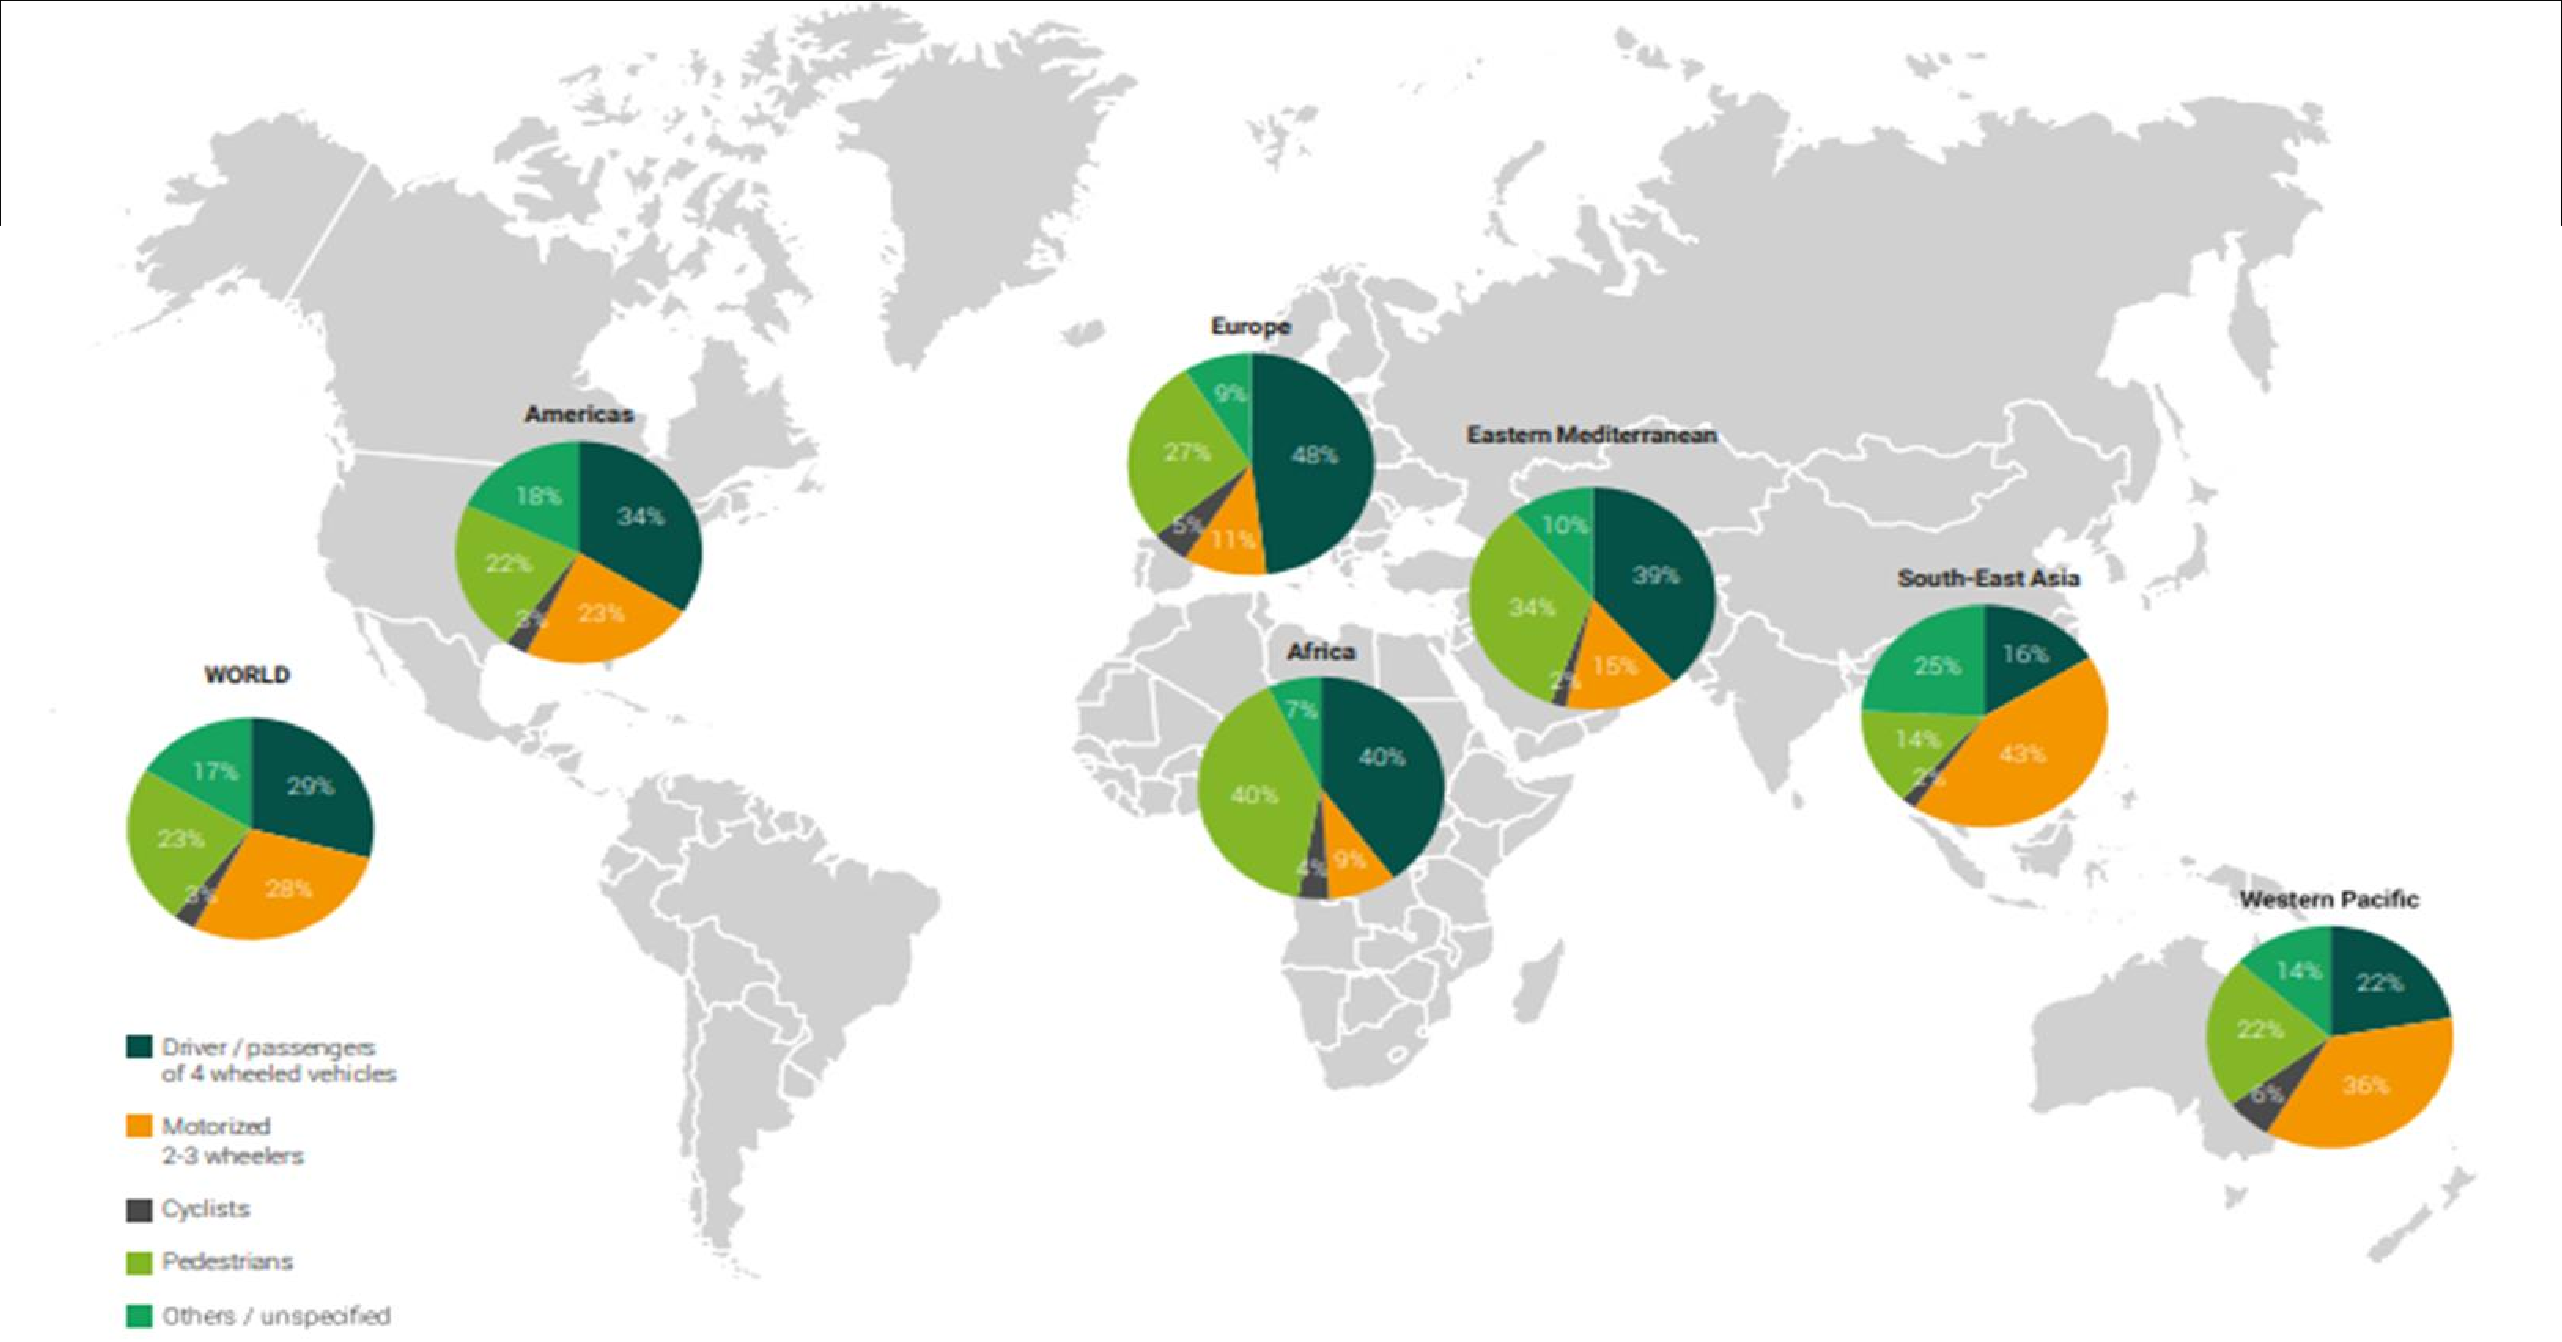 Europe
9%
48%
27%
5%
11%
Americas
18%
34%
22%
3%
23%
Eastern Mediterranean
10%
39%
34%
2%
15%
South-East Asia
25%
16%
14%
2%
43%
Africa
7%
40%
40%
4%
9%
WORLD
17%
29%
23%
3%
28%
Western Pacific
14%
22%
22%
6%
36%
Driver / passengers
of 4 wheeled vehicles
Motorized
2-3 wheelers
Cyclists
Pedestrians
Others / unspecified